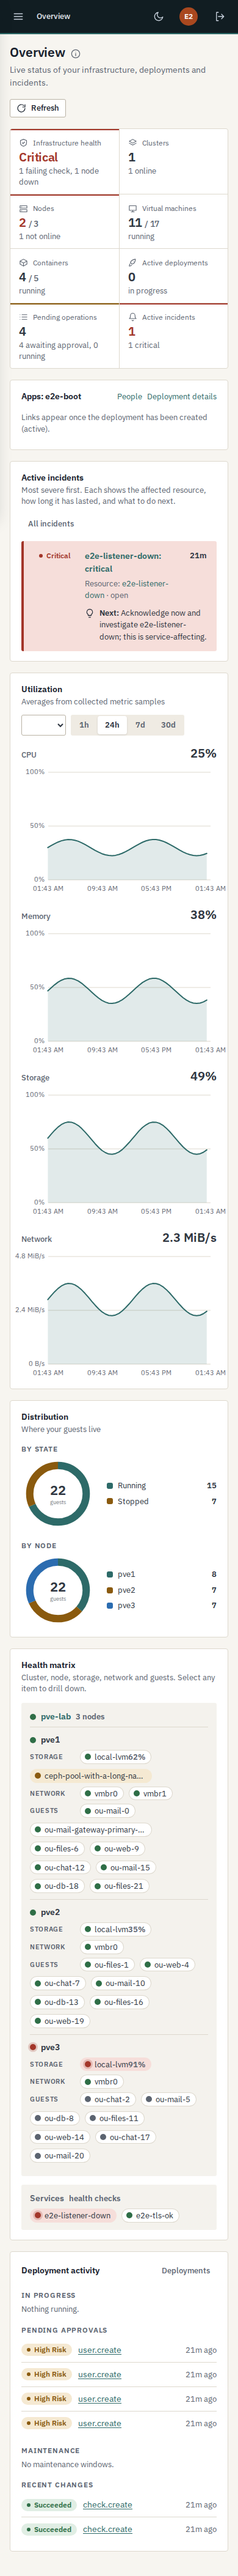 Overview
E2
Overview
Live status of your infrastructure, deployments and
incidents.
Refresh
Infrastructure health
Critical
1 failing check, 1 node
down
Clusters
1
1 online
Nodes
2 / 3
1 not online
Virtual machines
11 / 17
running
Containers
4 / 5
running
Active deployments
0
in progress
Pending operations
4
4 awaiting approval, 0
running
Active incidents
1
1 critical
Apps: e2e-boot
People
Deployment details
Links appear once the deployment has been created
(active).
Active incidents
Most severe first. Each shows the affected resource,
how long it has lasted, and what to do next.
All incidents
Critical
e2e-listener-down:
critical
21m
Resource: e2e-listener-
down · open
Next: Acknowledge now and
investigate e2e-listener-
down; this is service-affecting.
Utilization
Averages from collected metric samples
1h
24h
7d
30d
CPU
25%
100%
50%
0%
01:43 AM
09:43 AM
05:43 PM
01:43 AM
Memory
38%
100%
50%
0%
01:43 AM
09:43 AM
05:43 PM
01:43 AM
Storage
49%
100%
50%
0%
01:43 AM
09:43 AM
05:43 PM
01:43 AM
Network
2.3 MiB/s
4.8 MiB/s
2.4 MiB/s
0 B/s
01:43 AM
09:43 AM
05:43 PM
01:43 AM
Distribution
Where your guests live
BY STATE
22
guests
Running 15
Stopped 7
BY NODE
22
guests
pve1 8
pve2 7
pve3 7
Health matrix
Cluster, node, storage, network and guests. Select any
item to drill down.
pve-lab 3 nodes
pve1
STORAGE
local-lvm62%
ceph-pool-with-a-long-na...
NETWORK
vmbr0
vmbr1
GUESTS
ou-mail-0
ou-mail-gateway-primary-...
ou-files-6
ou-web-9
ou-chat-12
ou-mail-15
ou-db-18
ou-files-21
pve2
STORAGE
local-lvm35%
NETWORK
vmbr0
GUESTS
ou-files-1
ou-web-4
ou-chat-7
ou-mail-10
ou-db-13
ou-files-16
ou-web-19
pve3
STORAGE
local-lvm91%
NETWORK
vmbr0
GUESTS
ou-chat-2
ou-mail-5
ou-db-8
ou-files-11
ou-web-14
ou-chat-17
ou-mail-20
Services health checks
e2e-listener-down
e2e-tls-ok
Deployment activity
Deployments
IN PROGRESS
Nothing running.
PENDING APPROVALS
High Risk user.create 21m ago
High Risk user.create 21m ago
High Risk user.create 21m ago
High Risk user.create 21m ago
MAINTENANCE
No maintenance windows.
RECENT CHANGES
Succeeded check.create 21m ago
Succeeded check.create 21m ago